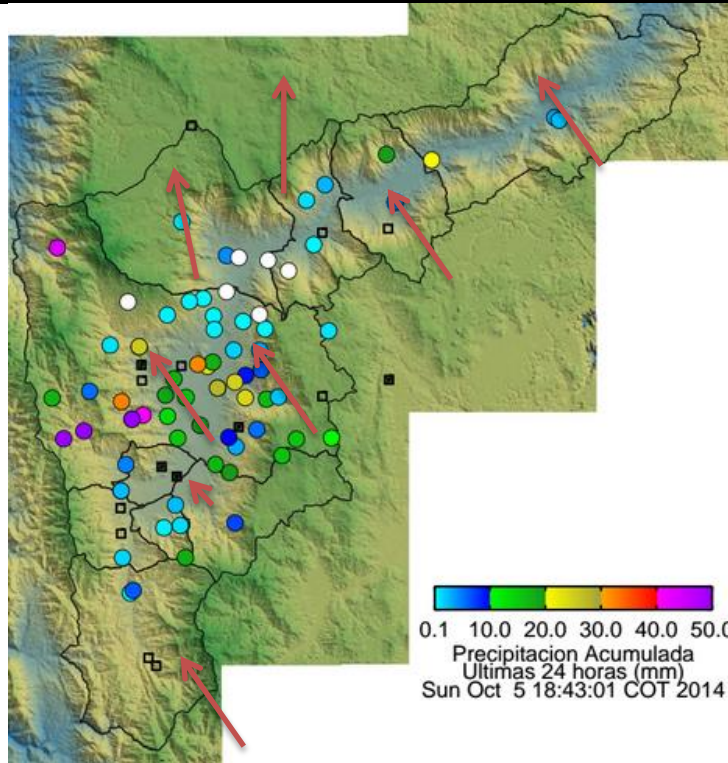 0.1 10.0 20.0 30.0 40.0 50.0
Precipitacion Acumulada
Ultimas 24 horas (mm)
Sun Oct 5 18:43:01 COT 2014